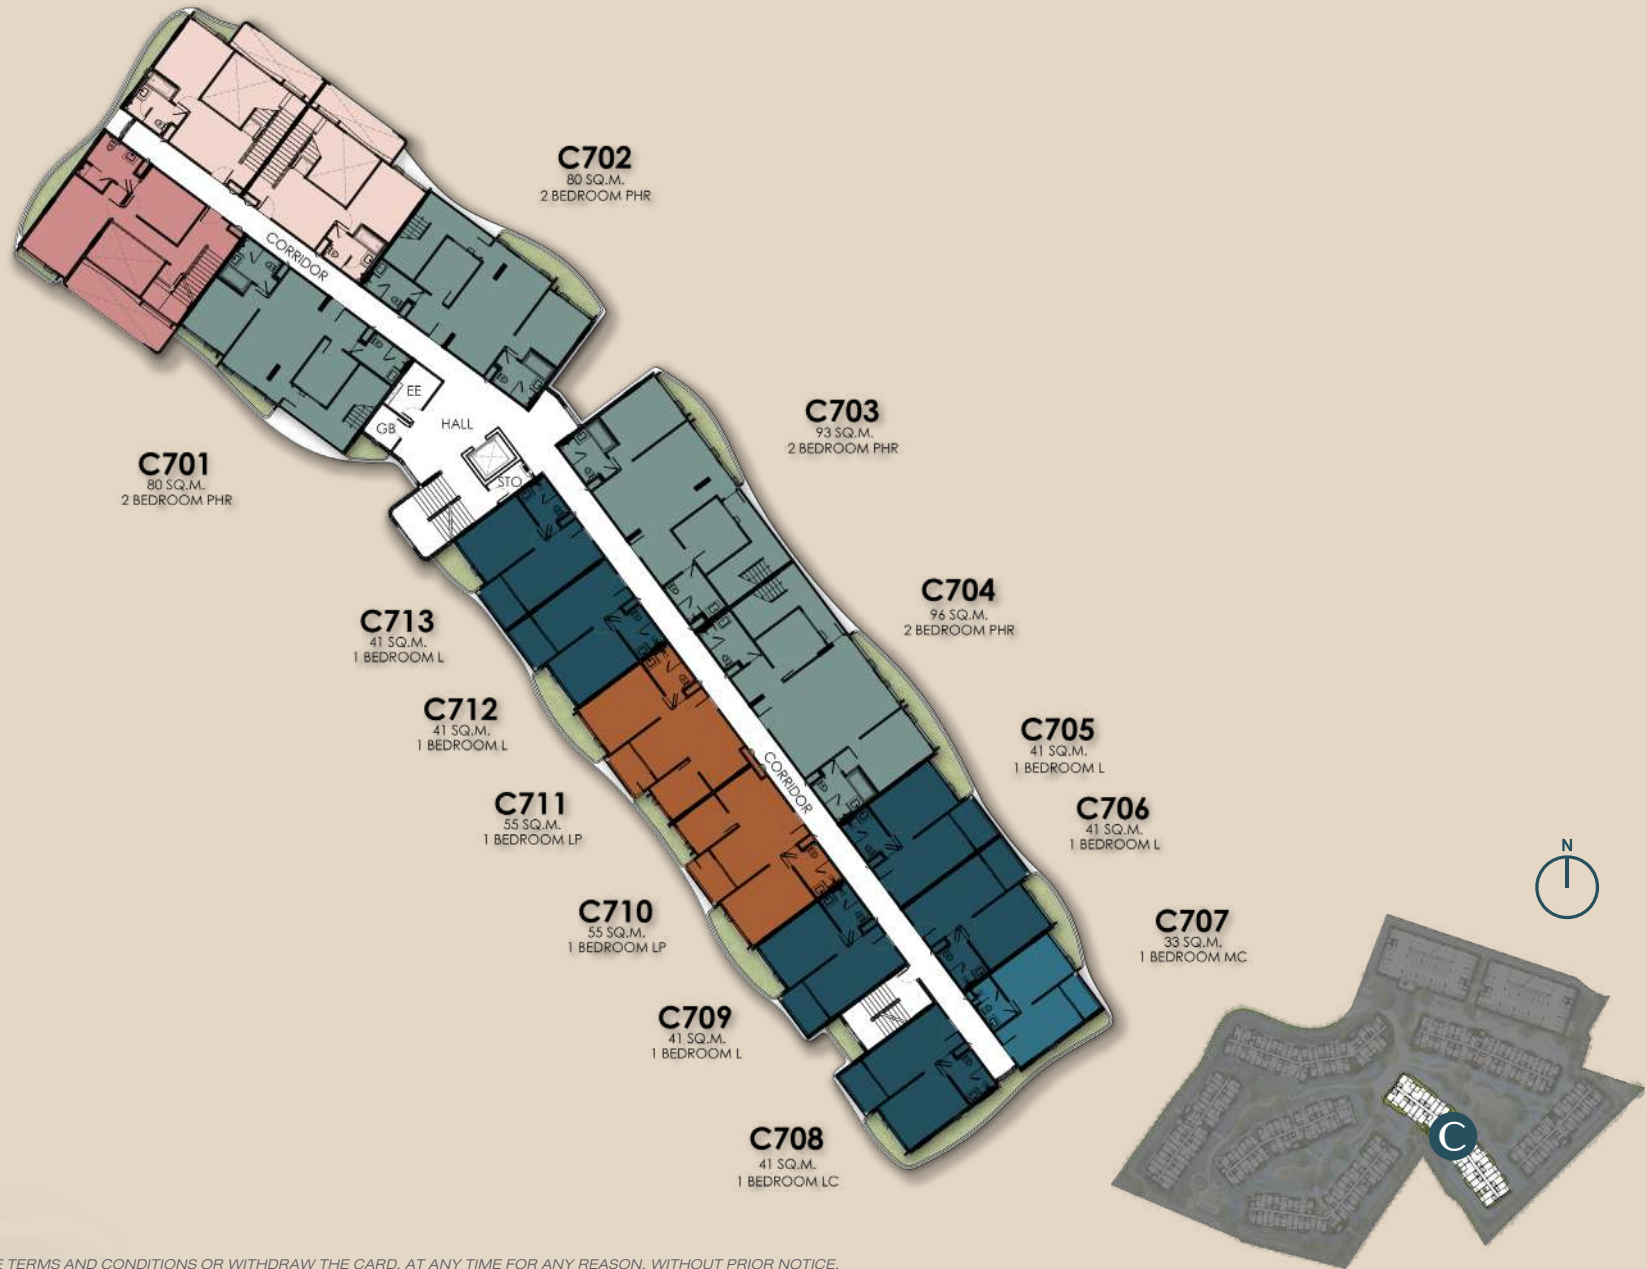 C702
80 SQ.M.
2 BEDROOM PHR
CORRIDOR
EE
GB
HALL
STO
C703
93 SQ.M.
2 BEDROOM PHR
C701
80 SQ.M.
2 BEDROOM PHR
C704
96 SQ.M.
2 BEDROOM PHR
C713
41 SQ.M.
1 BEDROOM L
C712
41 SQ.M.
1 BEDROOM L
C705
41 SQ.M.
1 BEDROOM L
CORRIDOR
C711
55 SQ.M.
1 BEDROOM LP
C706
41 SQ.M.
1 BEDROOM L
N
C710
55 SQ.M.
1 BEDROOM LP
C707
33 SQ.M.
1 BEDROOM MC
C709
41 SQ.M.
1 BEDROOM L
C708
41 SQ.M.
1 BEDROOM LC
C
E TERMS AND CONDITIONS OR WITHDRAW THE CARD, AT ANY TIME FOR ANY REASON, WITHOUT PRIOR NOTICE.